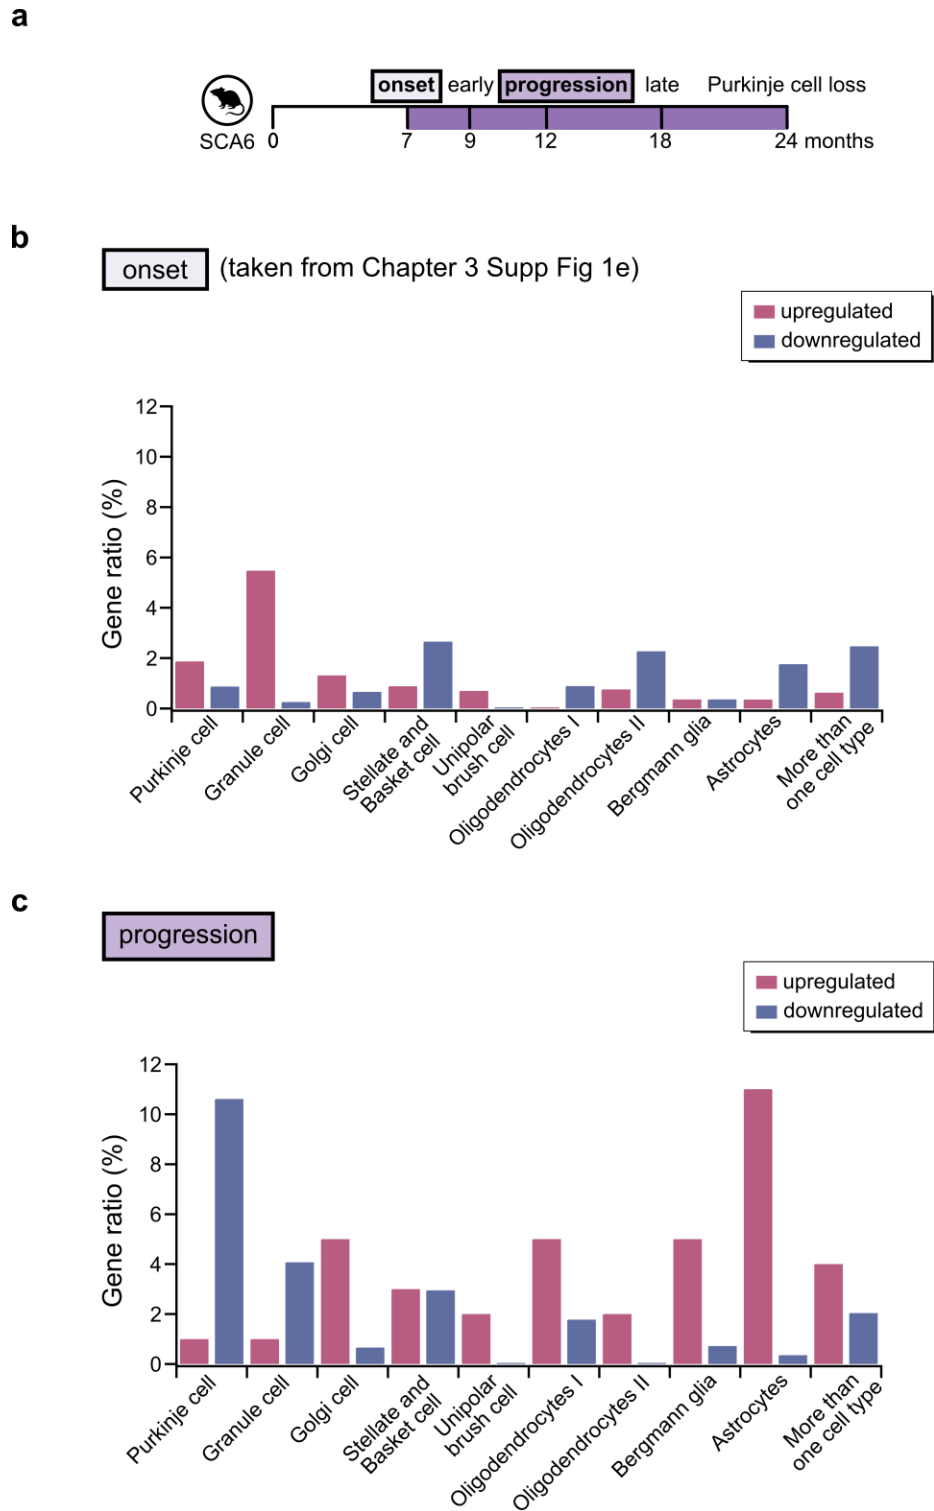 a
onset early progression late Purkinje cell loss
SCA6 0 7 9 12 18 24 months
b
onset (taken from Chapter 3 Supp Fig 1e)
upregulated
downregulated
Gene ratio (%)
12
10
8
6
4
2
0
Purkinje cell
Granule cell
Golgi cell
Stellate and
Basket cell
Unipolar
brush cell
Oligodendrocytes I
Oligodendrocytes II
Bergmann glia
Astrocytes
More than
one cell type
c
progression
upregulated
downregulated
Gene ratio (%)
12
10
8
6
4
2
0
Purkinje cell
Granule cell
Golgi cell
Stellate and
Basket cell
Unipolar
brush cell
Oligodendrocytes I
Oligodendrocytes II
Bergmann glia
Astrocytes
More than
one cell type